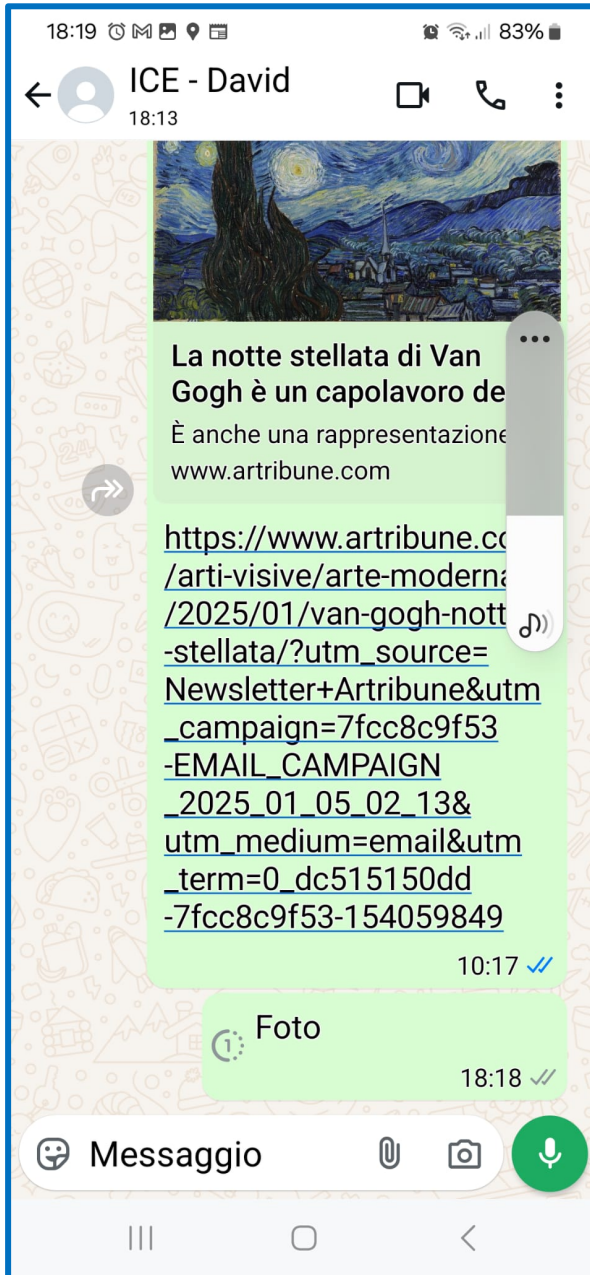 18:19 83%
ICE - David
18:13
La notte stellata di Van
Gogh è un capolavoro de
È anche una rappresentazione
www.artribune.com
https://www.artribune.co
/arti-visive/arte-moderna
/2025/01/van-gogh-nott
-stellata/?utm_source=
Newsletter+Artribune&utm
_campaign=7fcc8c9f53
-EMAIL_CAMPAIGN
_2025_01_05_02_13&
utm_medium=email&utm
_term=0_dc515150dd
-7fcc8c9f53-154059849
10:17
1 Foto
18:18
Messaggio